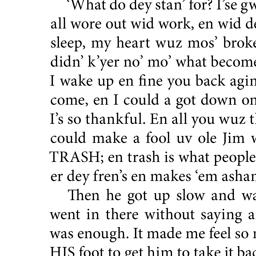 'What do dey stan' for? I'se gw
all wore out wid work, en wid de
sleep, my heart wuz mos' broke
didn' k'yer no' mo' what become
I wake up en fine you back agin
come, en I could a got down on
I's so thankful. En all you wuz t
could make a fool uv ole Jim w
TRASH; en trash is what people
er dey fren's en makes 'em asham
Then he got up slow and wa
went in there without saying a
was enough. It made me feel so m
HIS foot to get him to take it bac